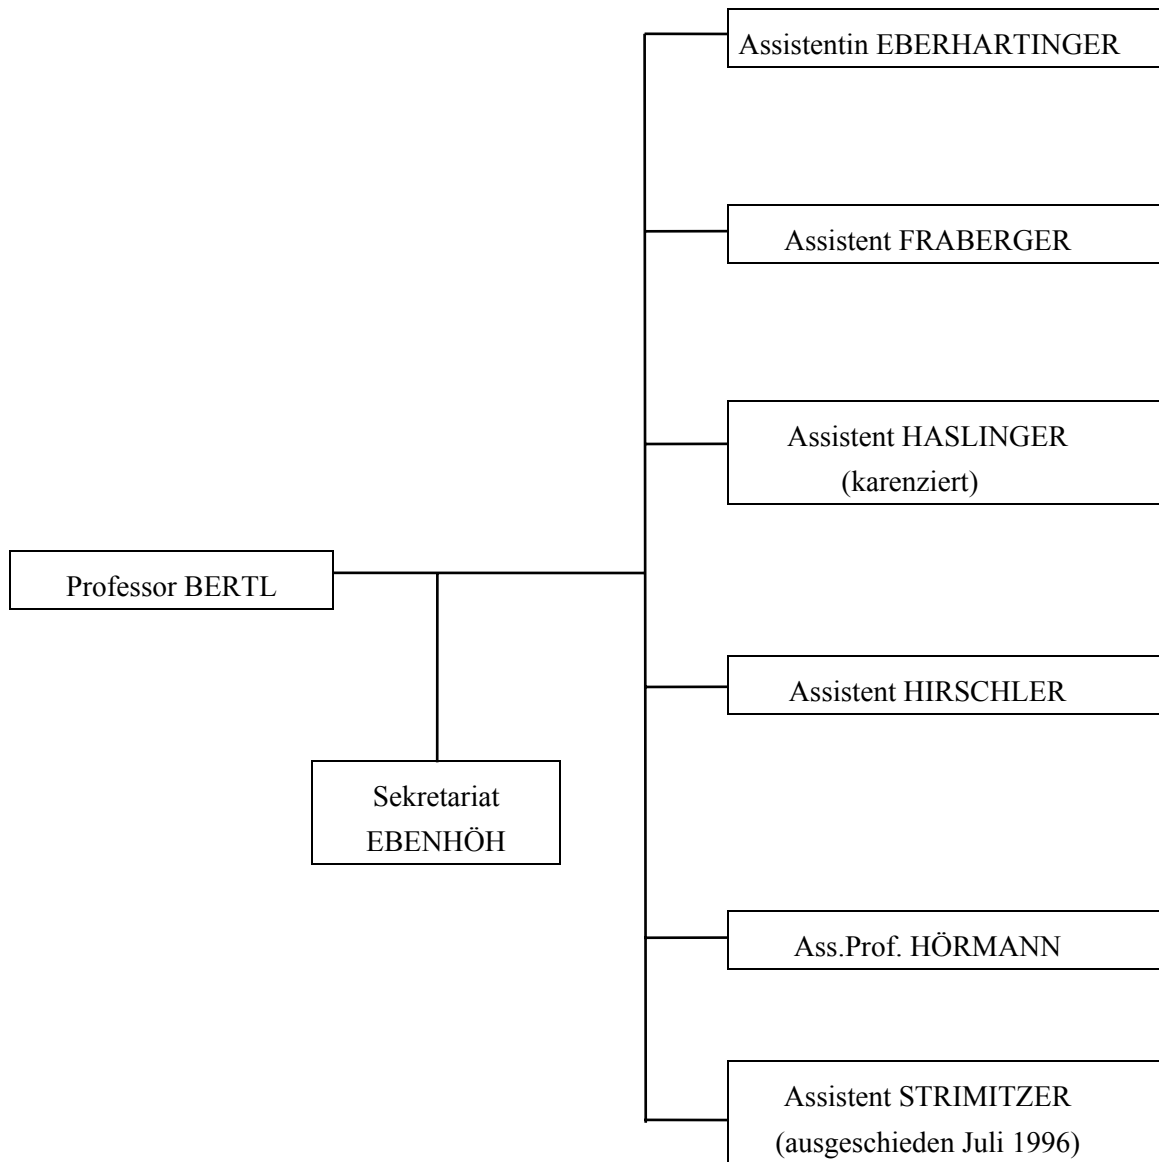 Assistentin EBERHARTINGER
Assistent FRABERGER
Assistent HASLINGER
(karenziert)
Professor BERTL
Assistent HIRSCHLER
Sekretariat
EBENHÖH
Ass.Prof. HÖRMANN
Assistent STRIMITZER
(ausgeschieden Juli 1996)